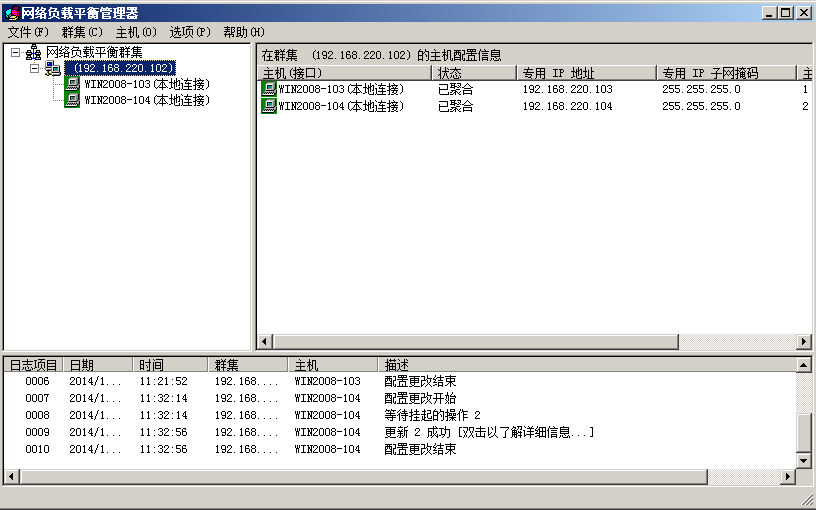 网络负载平衡管理器
文件(F) 群集(C) 主机(O) 选项(P) 帮助(H)
网络负载平衡群集
(192.168.220.102)
WIN2008-103(本地连接)
WIN2008-104(本地连接)
在群集 (192.168.220.102) 的主机配置信息
主机(接口) 状态 专用 IP 地址 专用 IP 子网掩码 主
WIN2008-103(本地连接) 已聚合 192.168.220.103 255.255.255.0 1
WIN2008-104(本地连接) 已聚合 192.168.220.104 255.255.255.0 2
日志项目 日期 时间 群集 主机 描述
0006 2014/1... 11:21:52 192.168.... WIN2008-103 配置更改结束
0007 2014/1... 11:32:14 192.168.... WIN2008-104 配置更改开始
0008 2014/1... 11:32:14 192.168.... WIN2008-104 等待挂起的操作 2
0009 2014/1... 11:32:56 192.168.... WIN2008-104 更新 2 成功 [双击以了解详细信息...]
0010 2014/1... 11:32:56 192.168.... WIN2008-104 配置更改结束